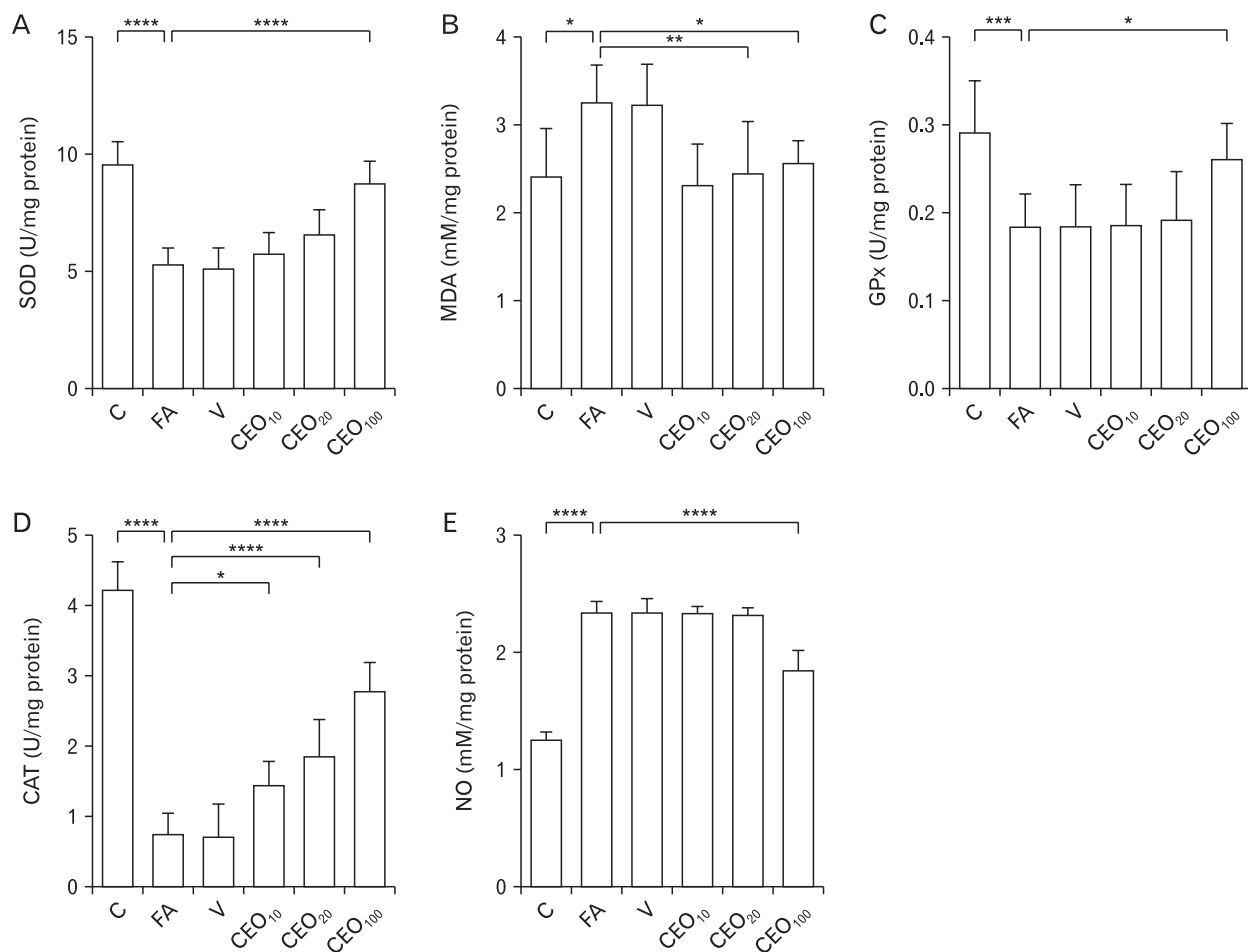 A
**** ****
15
10
5
0
SOD (U/mg protein)
C FA V CEO₁₀ CEO₂₀ CEO₁₀₀
B
* *
**
4
3
2
1
0
MDA (mM/mg protein)
C FA V CEO₁₀ CEO₂₀ CEO₁₀₀
C
*** *
0.4
0.3
0.2
0.1
0.0
GPx (U/mg protein)
C FA V CEO₁₀ CEO₂₀ CEO₁₀₀
D
**** ****
****
*
5
4
3
2
1
0
CAT (U/mg protein)
C FA V CEO₁₀ CEO₂₀ CEO₁₀₀
E
**** ****
3
2
1
0
NO (mM/mg protein)
C FA V CEO₁₀ CEO₂₀ CEO₁₀₀